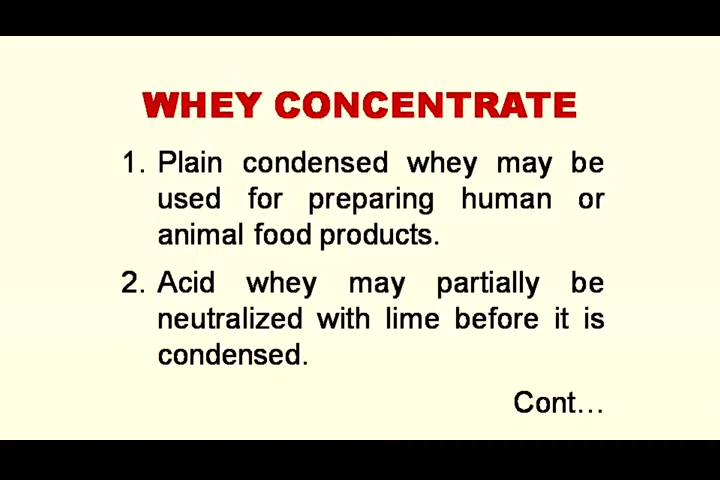 WHEY CONCENTRATE
1. Plain condensed whey may be
used for preparing human or
animal food products.
2. Acid whey may partially be
neutralized with lime before it is
condensed.
Cont...